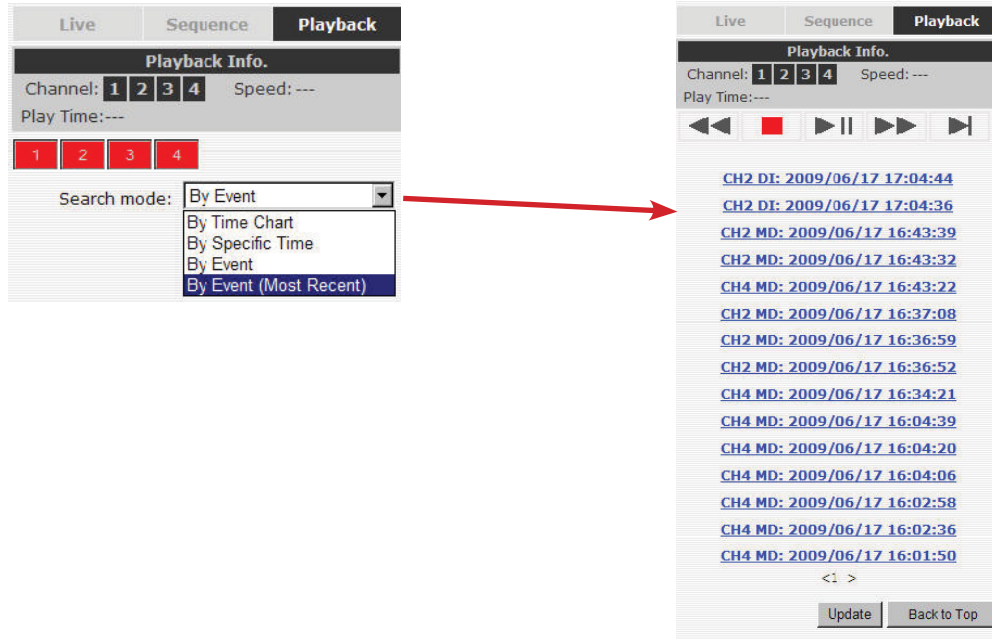 Live Sequence Playback
Playback Info.
Channel: 1 2 3 4 Speed: ---
Play Time:---
1 2 3 4
Search mode: By Event
By Time Chart
By Specific Time
By Event
By Event (Most Recent)
Live Sequence Playback
Playback Info.
Channel: 1 2 3 4 Speed: ---
Play Time:---
CH2 DI: 2009/06/17 17:04:44
CH2 DI: 2009/06/17 17:04:36
CH2 MD: 2009/06/17 16:43:39
CH2 MD: 2009/06/17 16:43:32
CH4 MD: 2009/06/17 16:43:22
CH2 MD: 2009/06/17 16:37:08
CH2 MD: 2009/06/17 16:36:59
CH2 MD: 2009/06/17 16:36:52
CH4 MD: 2009/06/17 16:34:21
CH4 MD: 2009/06/17 16:04:39
CH4 MD: 2009/06/17 16:04:20
CH4 MD: 2009/06/17 16:04:06
CH4 MD: 2009/06/17 16:02:58
CH4 MD: 2009/06/17 16:02:36
CH4 MD: 2009/06/17 16:01:50
<1 >
Update Back to Top